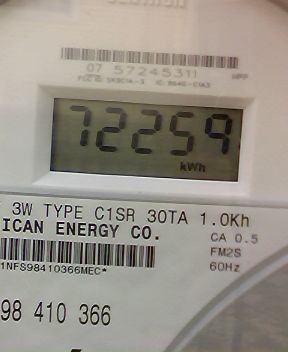 07 57245311
72259
kWh
3W TYPE C1SR 30TA 1.0Kh
ICAN ENERGY CO.
CA 0.5
FM2S
60Hz
1NFS98410366MEC*
98 410 366